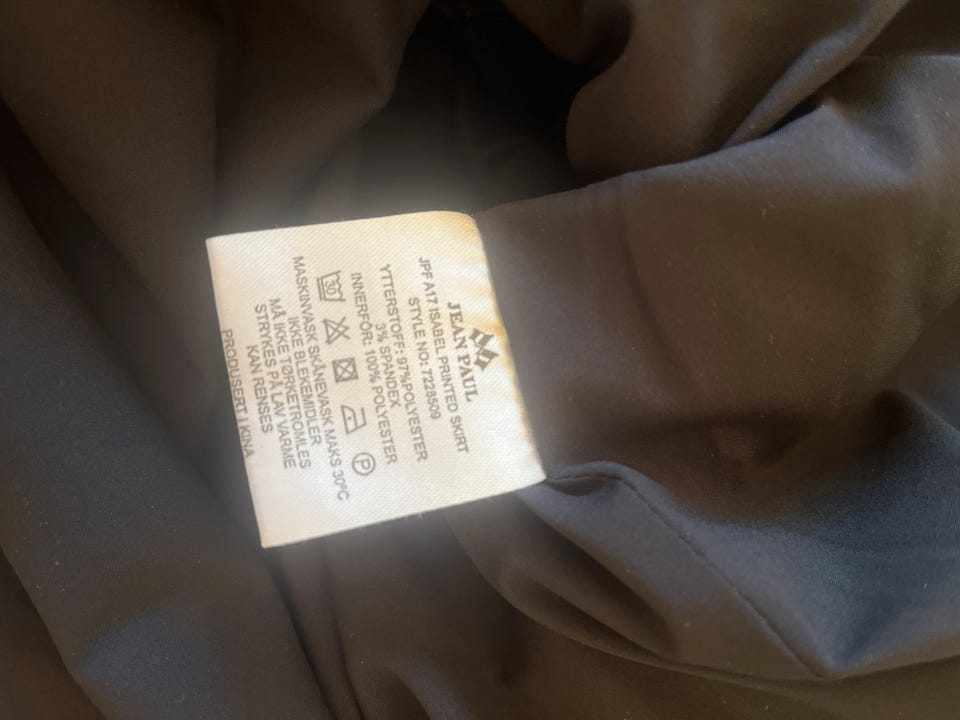 JEAN PAUL
JPF A17 ISABEL PRINTED SKIRT
STYLE NO: 7228509
YTTERSTOFF: 97%POLYESTER
3% SPANDEX
INNERFÔR: 100% POLYESTER
30 P
MASKINVASK SKÅNEVASK MAKS 30°C
IKKE BLEKEMIDLER
MÅ IKKE TØRKETROMLES
STRYKES PÅ LAV VARME
KAN RENSES
PRODUSERT I KINA